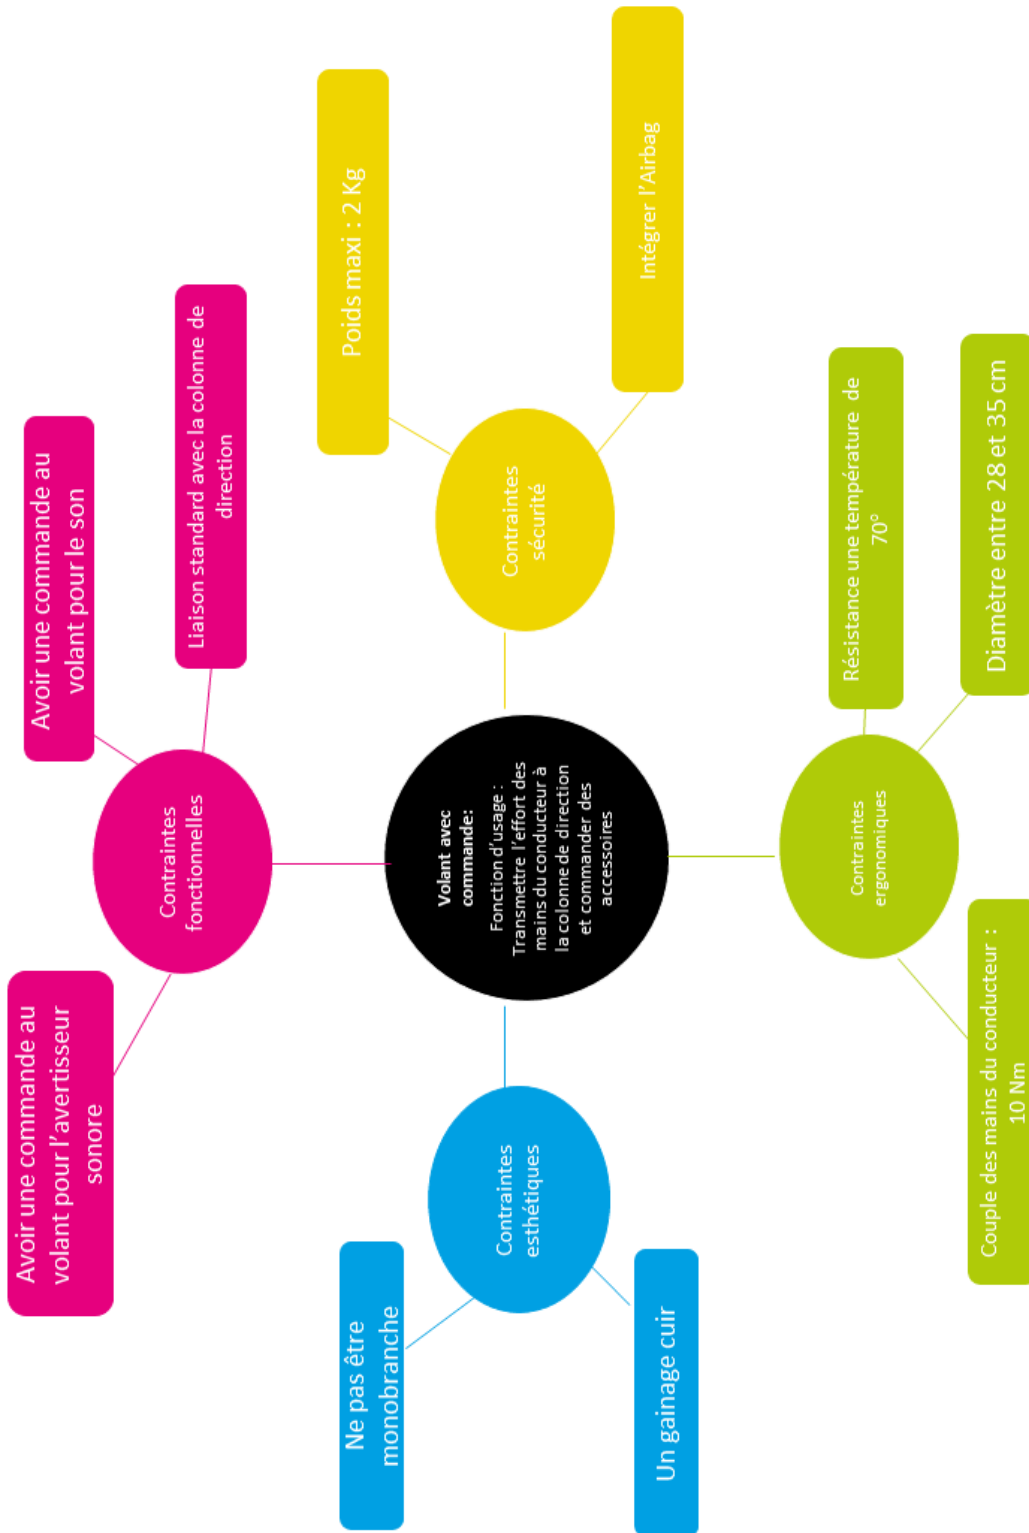 Avoir une commande au
volant pour l'avertisseur
sonore
Avoir une commande au
volant pour le son
Liaison standard avec la colonne de
direction
Contraintes
fonctionnelles
Ne pas être
monobranche
Un gainage cuir
Contraintes
esthétiques
Volant avec
commande:
Fonction d'usage :
Transmettre l'effort des
mains du conducteur à
la colonne de direction
et commander des
accessoires
Contraintes
sécurité
Poids maxi : 2 Kg
Intégrer l'Airbag
Contraintes
ergonomiques
Couple des mains du conducteur :
10 Nm
Résistance une température de
70°
Diamètre entre 28 et 35 cm